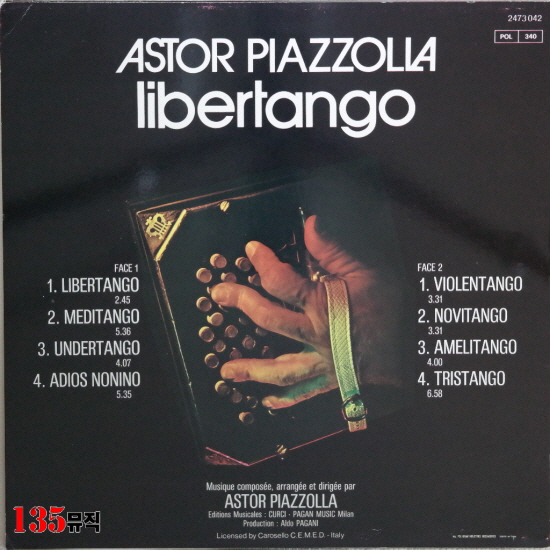 2473 042
POL 340
ASTOR PIAZZOLLA
libertango
FACE 1
1. LIBERTANGO
2.45
2. MEDITANGO
5.36
3. UNDERTANGO
4.07
4. ADIOS NONINO
5.35
FACE 2
1. VIOLENTANGO
3.31
2. NOVITANGO
3.31
3. AMELITANGO
4.00
4. TRISTANGO
6.58
Musique composée, arrangée et dirigée par
ASTOR PIAZZOLLA
Editions Musicales : CURCI - PAGAN MUSIC Milan
Production : Aldo PAGANI
Licensed by Carosello C.E.M.E.D. - Italy
135뮤직